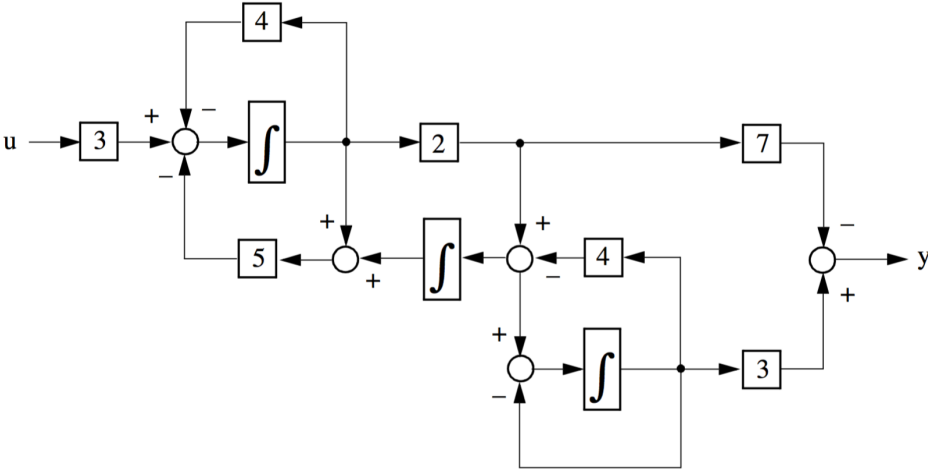 4
+ −
u 3 ∫ 2 7
−
+ + −
5 ∫ 4 y
+ − +
+
∫ 3
−